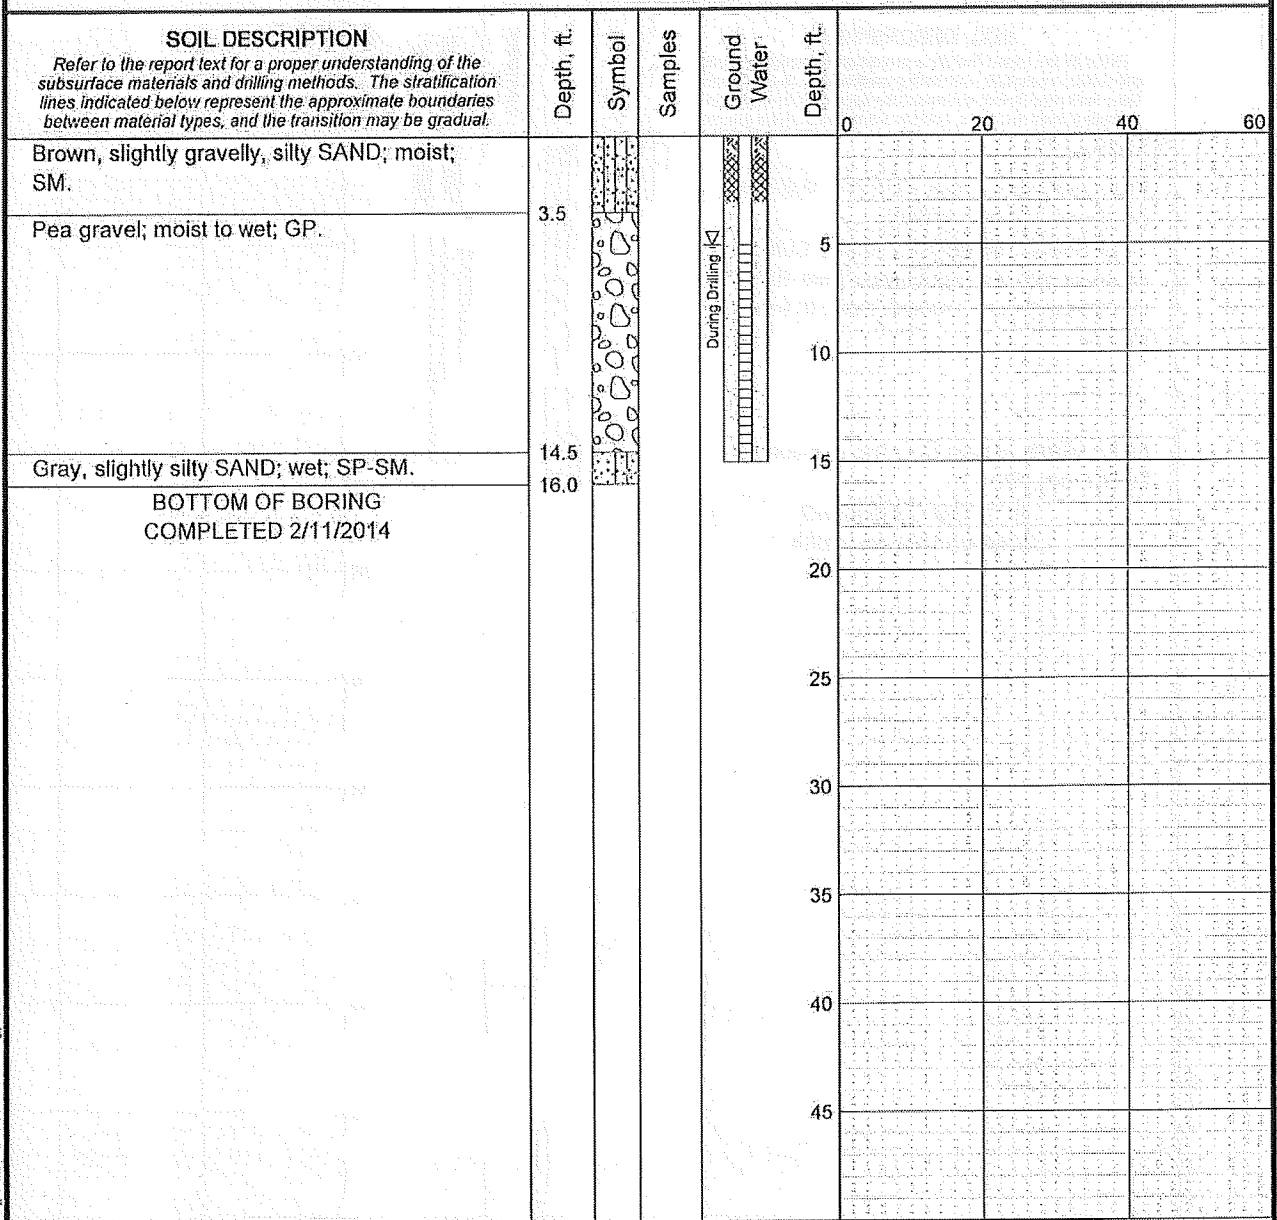 SOIL DESCRIPTION
Refer to the report text for a proper understanding of the
subsurface materials and drilling methods. The stratification
lines indicated below represent the approximate boundaries
between material types, and the transition may be gradual.
Depth, ft.
Symbol
Samples
Ground
Water
Depth, ft.
0 20 40 60
Brown, slightly gravelly, silty SAND; moist;
SM.
3.5
Pea gravel; moist to wet; GP.
During Drilling
5
10
14.5
Gray, slightly silty SAND; wet; SP-SM.
15
16.0
BOTTOM OF BORING
COMPLETED 2/11/2014
20
25
30
35
40
45